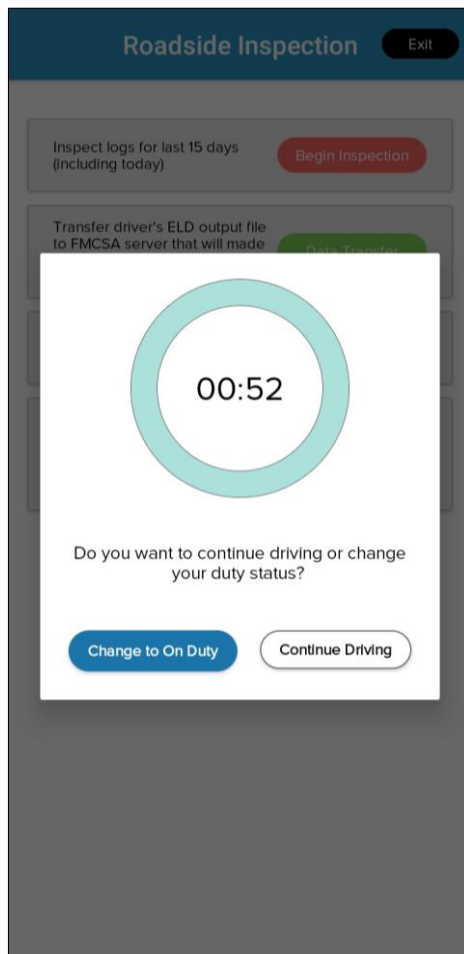 Roadside Inspection
Exit
Inspect logs for last 15 days
(including today)
Begin Inspection
Transfer driver's ELD output file
to FMCSA server that will made
Data Transfer
00:52
Do you want to continue driving or change
your duty status?
Change to On Duty
Continue Driving